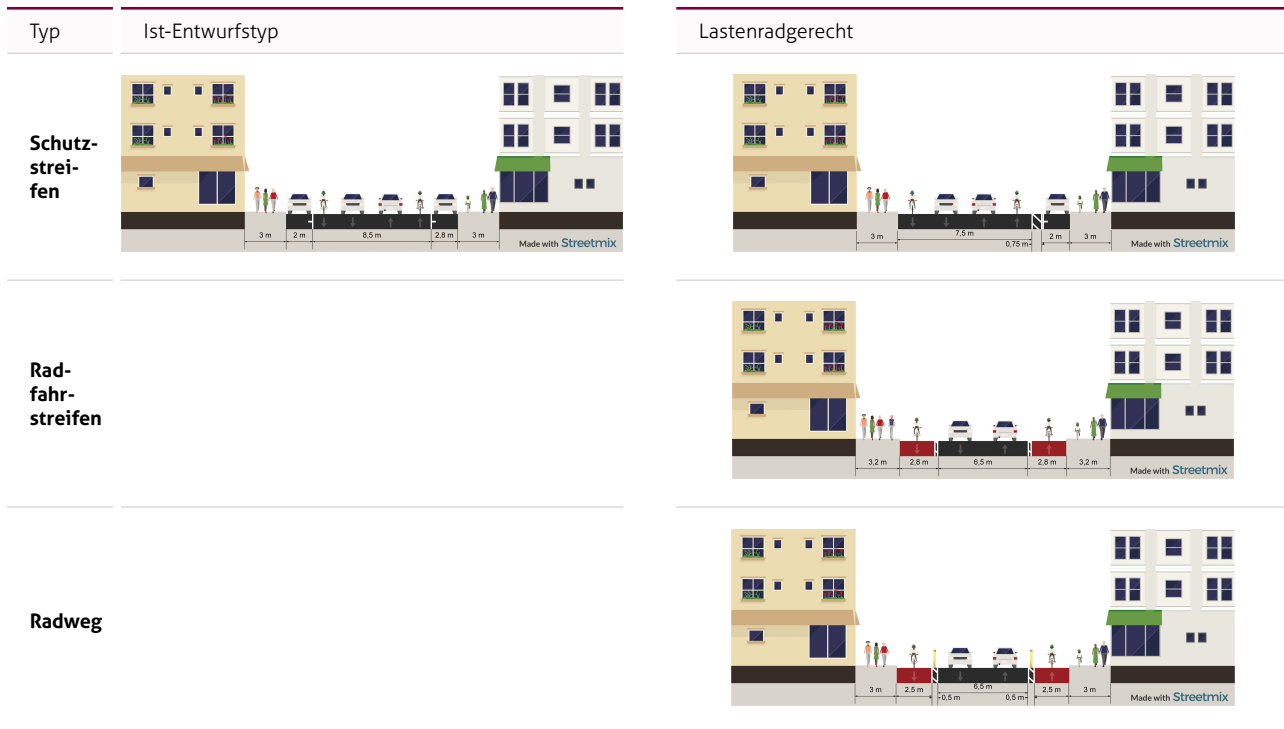 Typ Ist-Entwurfstyp Lastenradgerecht
Schutz-
strei-
fen
3 m 2 m 8,5 m 2,8 m 3 m
Made with Streetmix
3 m 7,5 m 0,75 m 2 m 3 m
Made with Streetmix
Rad-
fahr-
streifen
3,2 m 2,8 m 6,5 m 2,8 m 3,2 m
Made with Streetmix
Radweg
3 m 2,5 m 6,5 m 2,5 m 3 m
0,5 m 0,5 m
Made with Streetmix